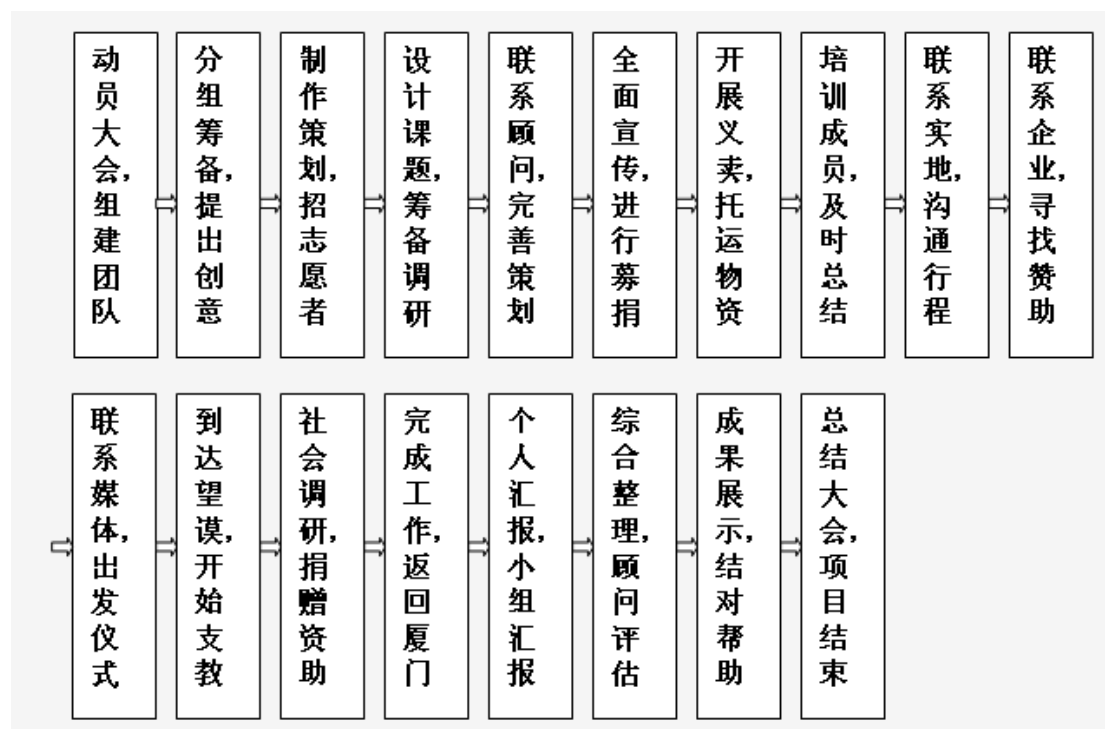 动员大会，组建团队
分组筹备，提出创意
制作策划，招志愿者
设计课题，筹备调研
联系顾问，完善策划
全面宣传，进行募捐
开展义卖，托运物资
培训成员，及时总结
联系实地，沟通行程
联系企业，寻找赞助
联系媒体，出发仪式
到达望谟，开始支教
社会调研，捐赠资助
完成工作，返回厦门
个人汇报，小组汇报
综合整理，顾问评估
成果展示，结对帮助
总结大会，项目结束